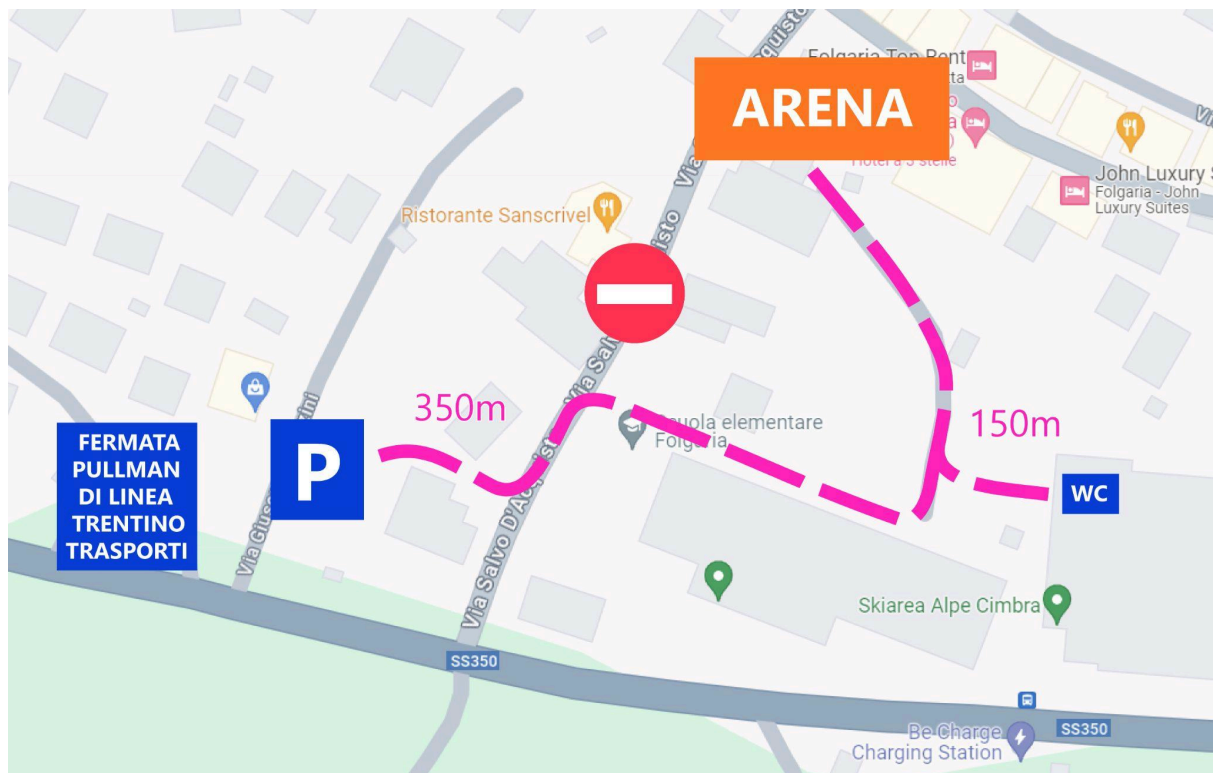 Folgaria Top Rent
ARENA
Hotel a 3 stelle
John Luxury S
Folgaria - John
Luxury Suites
Ristorante Sanscrivel
350m
Scuola elementare
Folgaria
150m
FERMATA
PULLMAN
DI LINEA
TRENTINO
TRASPORTI
P
WC
Via Salvo D'Acquisto
Skiarea Alpe Cimbra
SS350
SS350
Be Charge
Charging Station